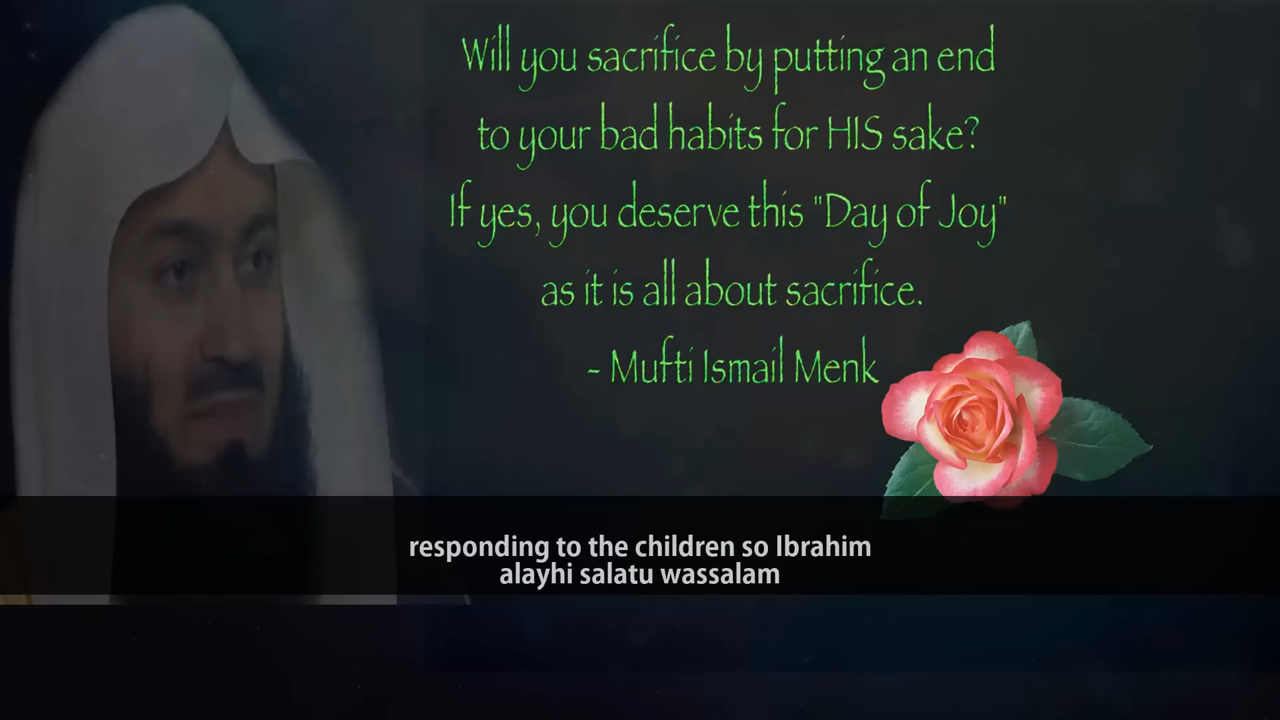 Will you sacrifice by putting an end
to your bad habits for HIS sake?
If yes, you deserve this "Day of Joy"
as it is all about sacrifice.
- Mufti Ismail Menk
responding to the children so Ibrahim
alayhi salatu wassalam